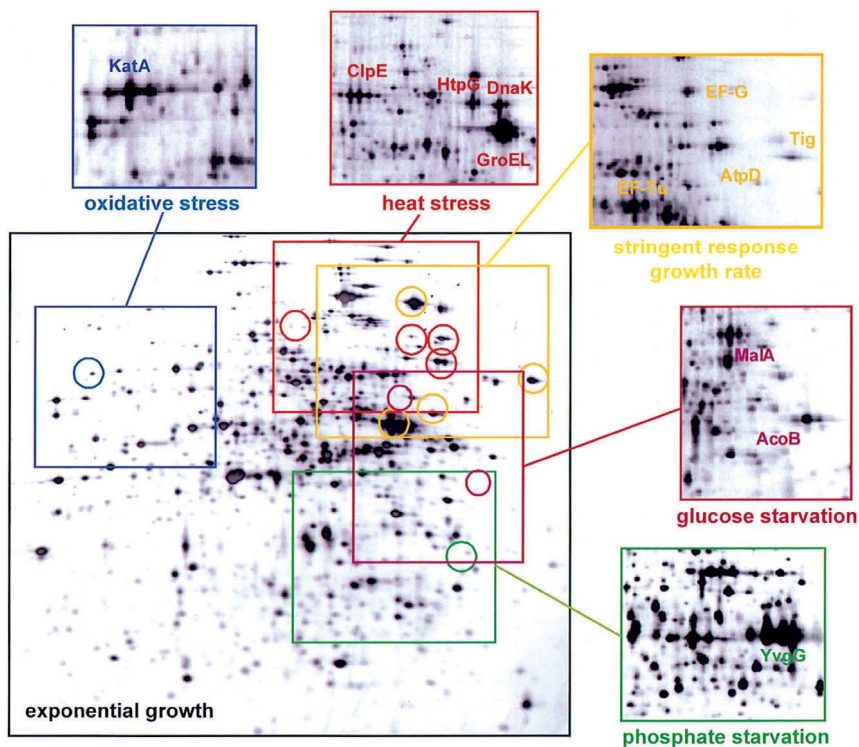 KatA
oxidative stress
ClpE
HtpG
DnaK
GroEL
heat stress
EF-G
Tig
AtpD
EF-Tu
stringent response
growth rate
MalA
AcoB
glucose starvation
YvgG
phosphate starvation
exponential growth